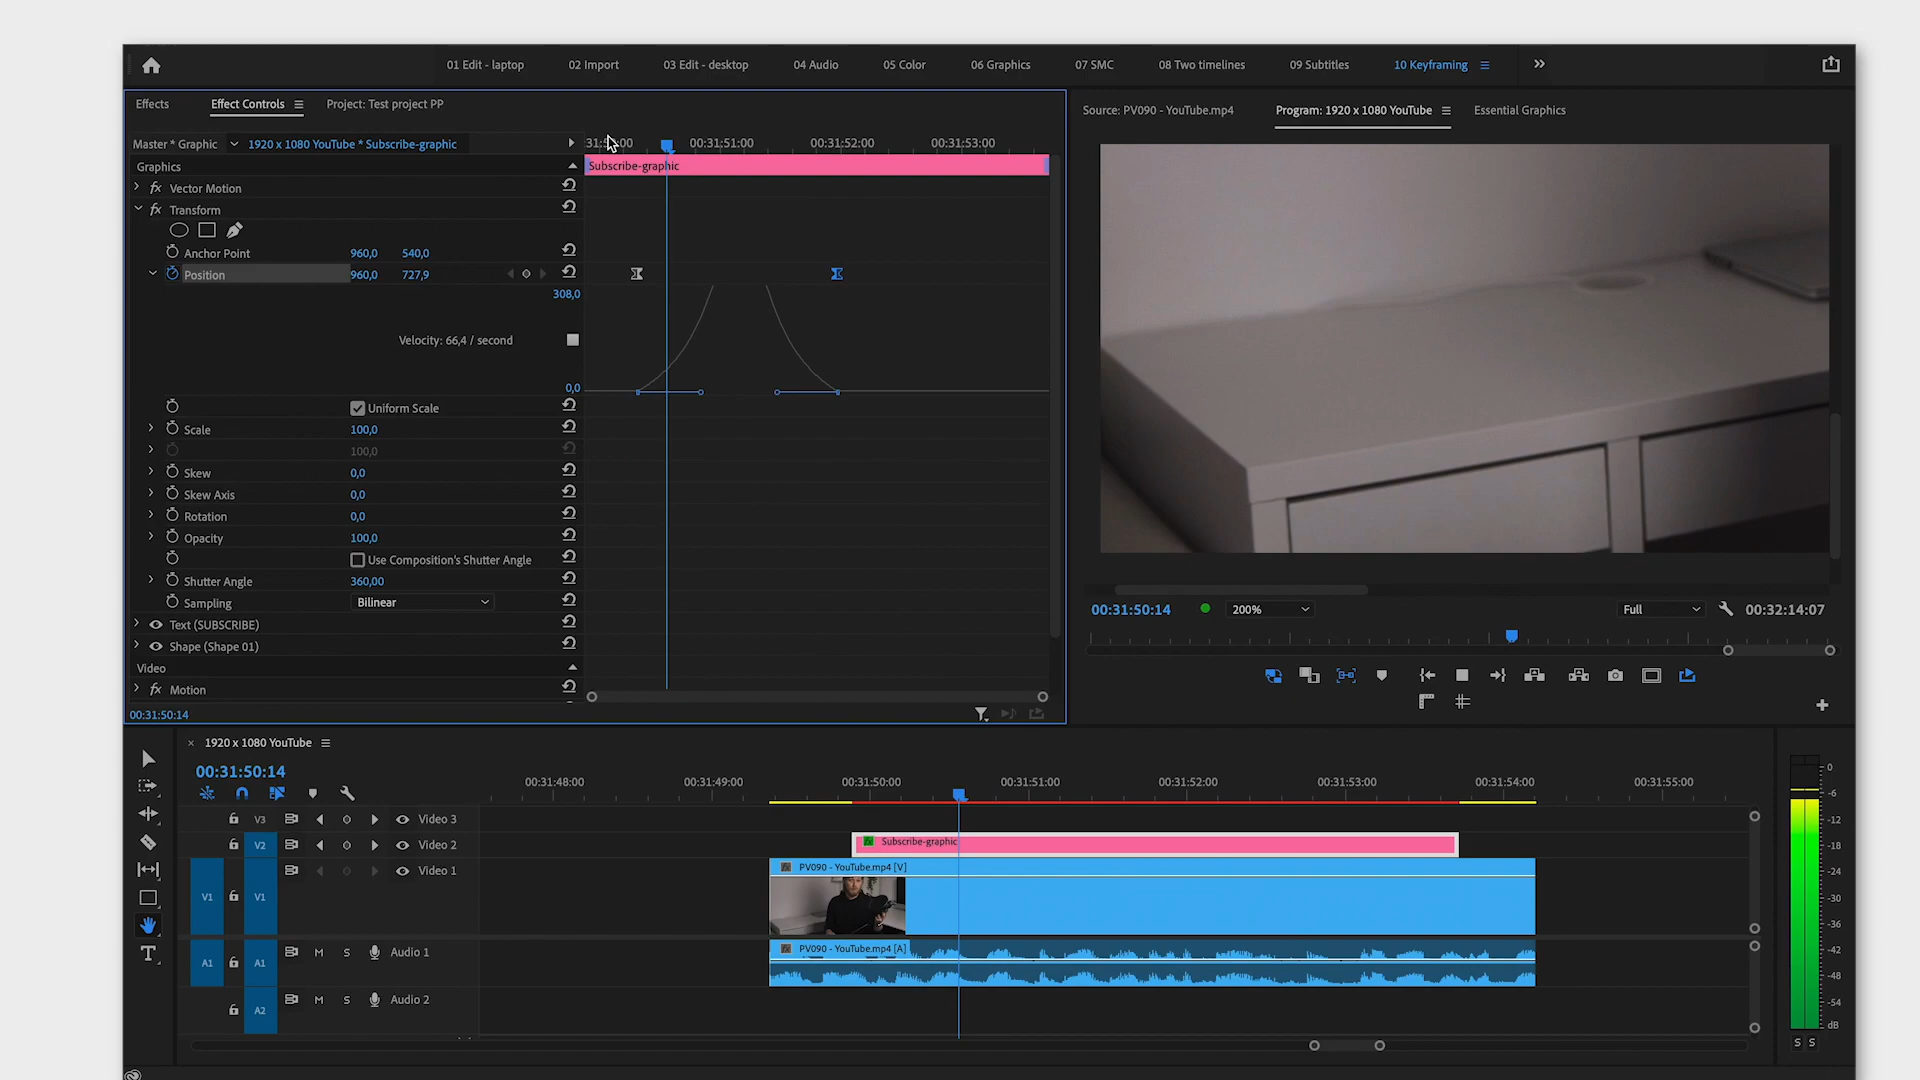 01 Edit - laptop
02 Import
03 Edit - desktop
04 Audio
05 Color
06 Graphics
07 SMC
08 Two timelines
09 Subtitles
10 Keyframing
Effects
Effect Controls
Project: Test project PP
Source: PV090 - YouTube.mp4
Program: 1920 x 1080 YouTube
Essential Graphics
Master * Graphic
1920 x 1080 YouTube * Subscribe-graphic
00:31:51:00
00:31:52:00
00:31:53:00
Graphics
Subscribe-graphic
fx Vector Motion
fx Transform
Anchor Point 960,0 540,0
Position 960,0 727,9
308,0
Velocity: 66,4 / second
0,0
Uniform Scale
Scale 100,0
100,0
Skew 0,0
Skew Axis 0,0
Rotation 0,0
Opacity 100,0
Use Composition's Shutter Angle
Shutter Angle 360,00
Sampling Bilinear
Text (SUBSCRIBE)
Shape (Shape 01)
Video
fx Motion
00:31:50:14
00:31:50:14
200%
Full
00:32:14:07
1920 x 1080 YouTube
00:31:50:14
00:31:48:00
00:31:49:00
00:31:50:00
00:31:51:00
00:31:52:00
00:31:53:00
00:31:54:00
00:31:55:00
V3 Video 3
V2 Video 2
Subscribe-graphic
V1 V1 Video 1
PV090 - YouTube.mp4 [V]
A1 A1 M S Audio 1
PV090 - YouTube.mp4 [A]
A2 M S Audio 2
0
-6
-12
-18
-24
-30
-36
-42
-48
-54
dB
S S